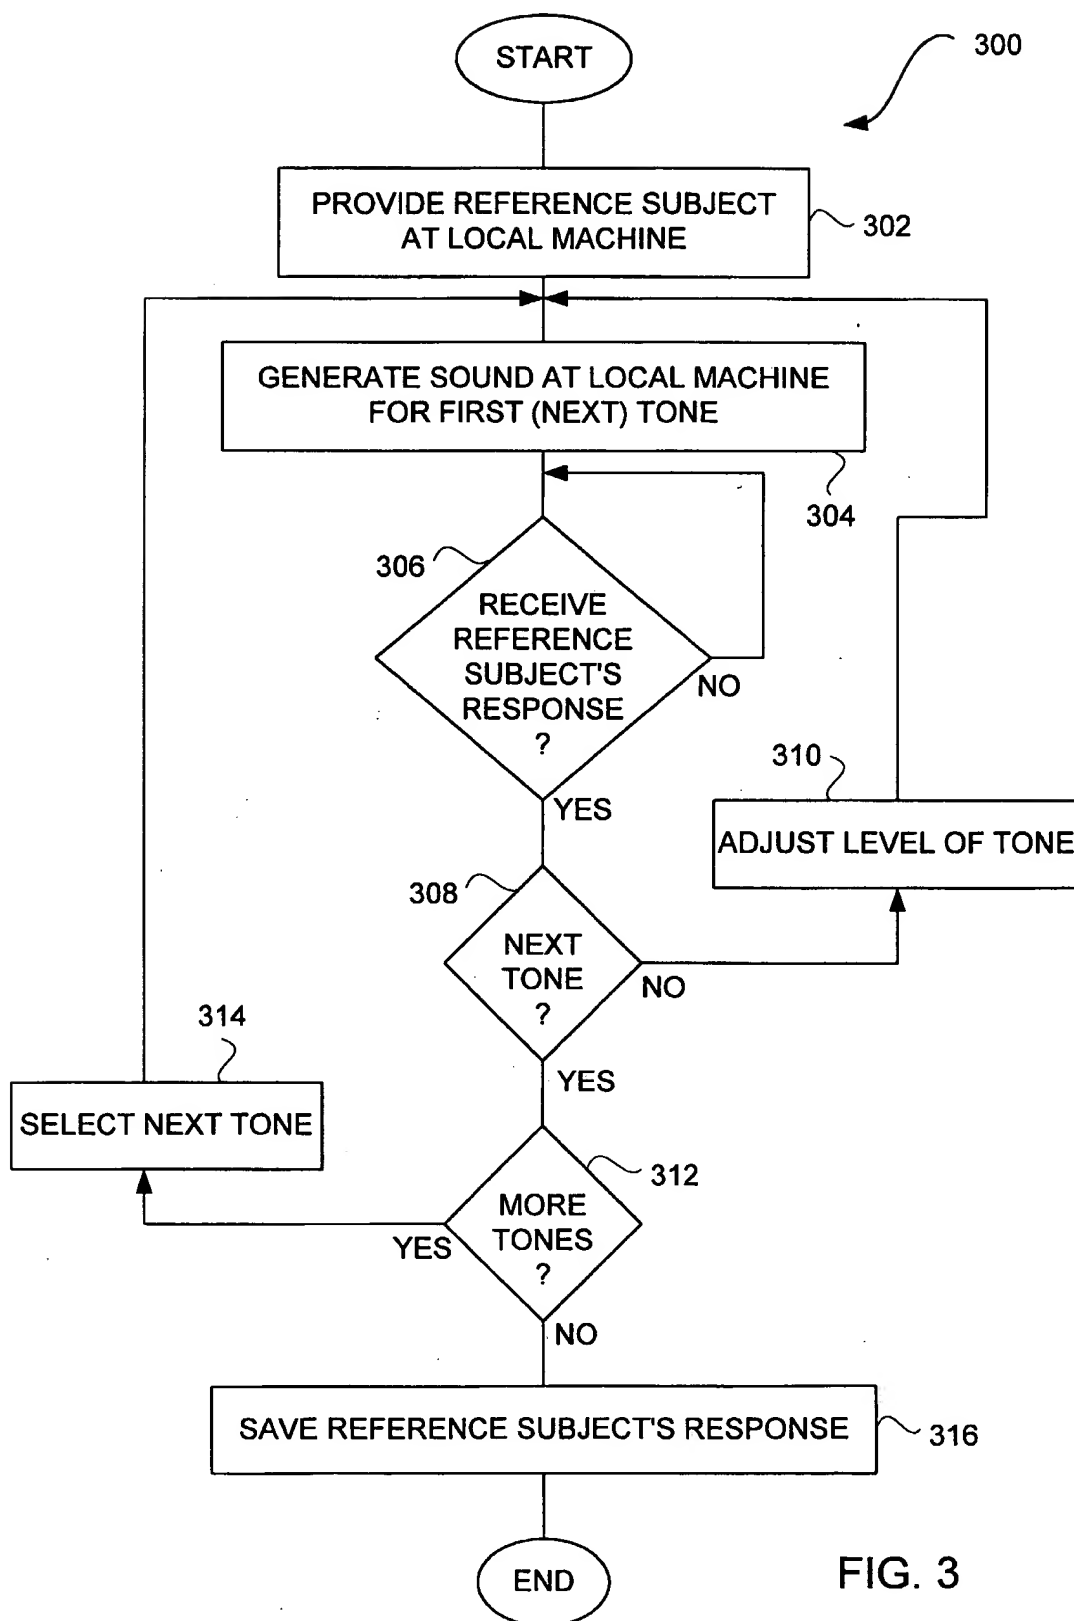 START
300
PROVIDE REFERENCE SUBJECT
AT LOCAL MACHINE
302
GENERATE SOUND AT LOCAL MACHINE
FOR FIRST (NEXT) TONE
304
306
RECEIVE
REFERENCE
SUBJECT'S
RESPONSE
?
NO
YES
310
ADJUST LEVEL OF TONE
308
NEXT
TONE
?
NO
YES
314
SELECT NEXT TONE
312
MORE
TONES
?
YES
NO
SAVE REFERENCE SUBJECT'S RESPONSE
316
END
FIG. 3